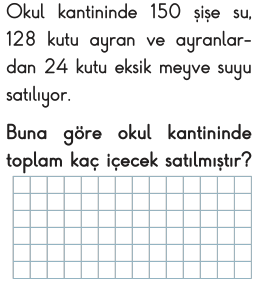 Okul kantininde 150 şişe su,
128 kutu ayran ve ayranlar-
dan 24 kutu eksik meyve suyu
satılıyor.
Buna göre okul kantininde
toplam kaç içecek satılmıştır?